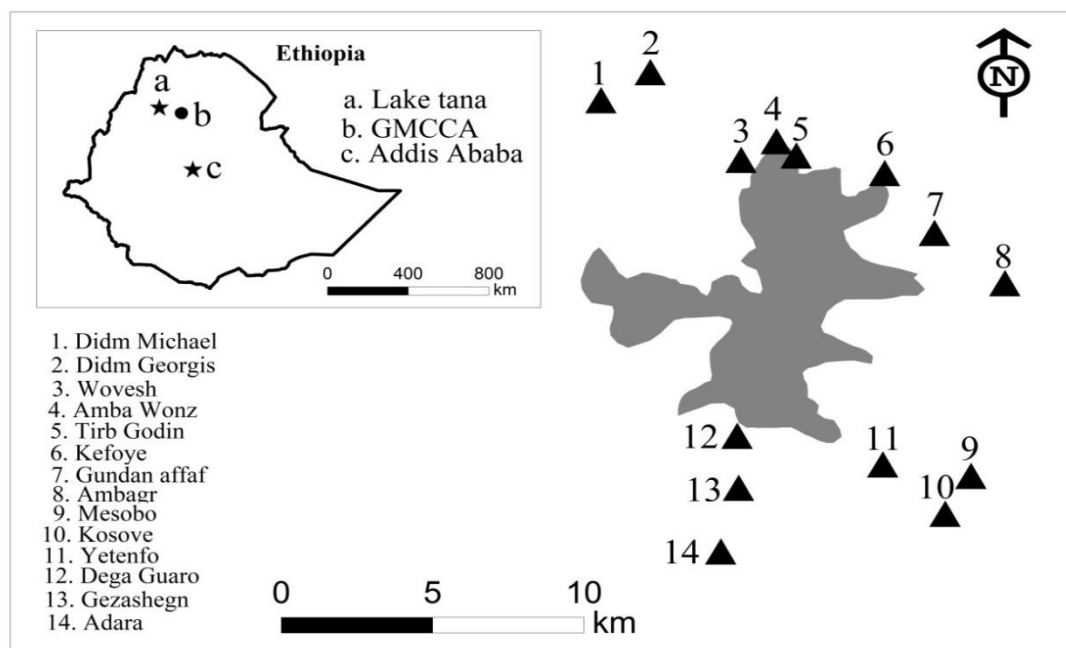 Ethiopia
a
b
c
a. Lake tana
b. GMCCA
c. Addis Ababa
0 400 800
km
N
1
2
3
4
5
6
7
8
9
10
11
12
13
14
1. Didm Michael
2. Didm Georgis
3. Wovesh
4. Amba Wonz
5. Tirb Godin
6. Kefoye
7. Gundan affaf
8. Ambagr
9. Mesobo
10. Kosove
11. Yetenfo
12. Dega Guaro
13. Gezashegn
14. Adara
0 5 10
km